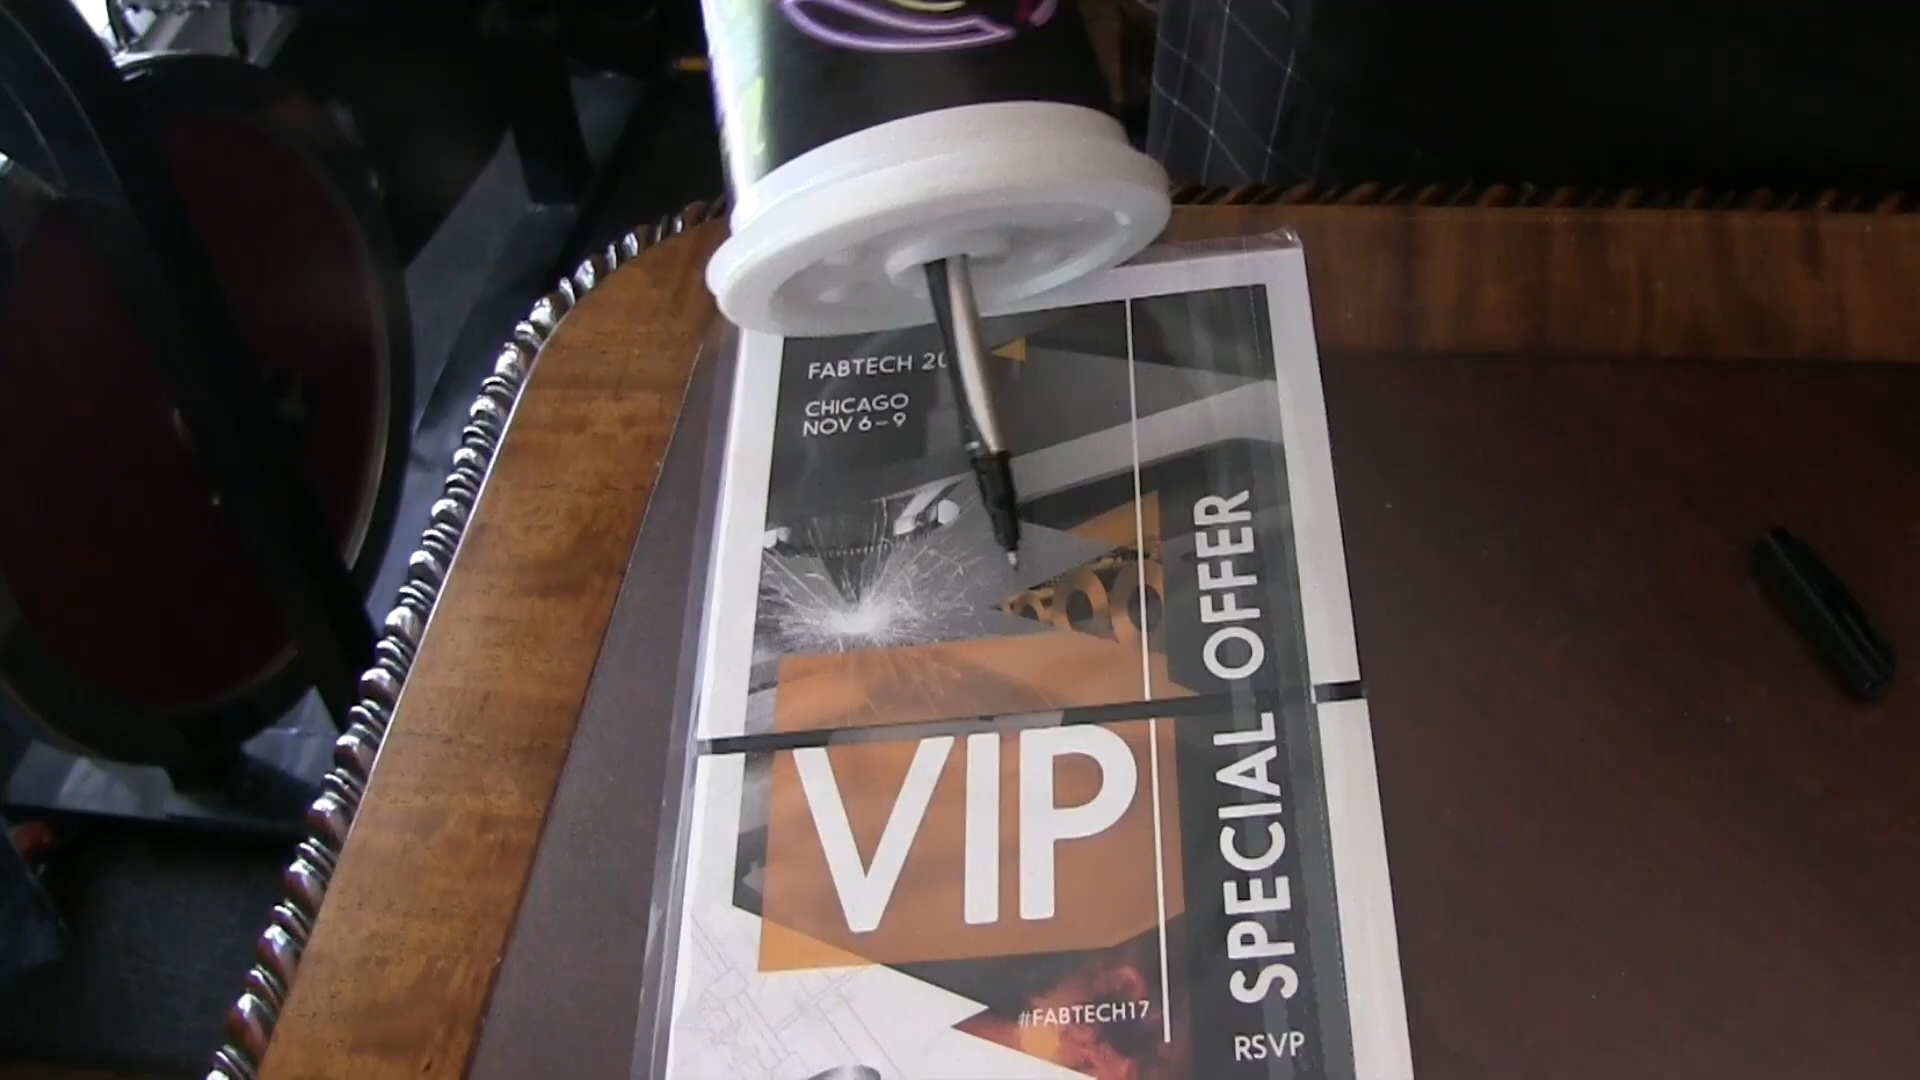 FABTECH 20
CHICAGO
NOV 6-9
SPECIAL OFFER
VIP
#FABTECH17
RSVP